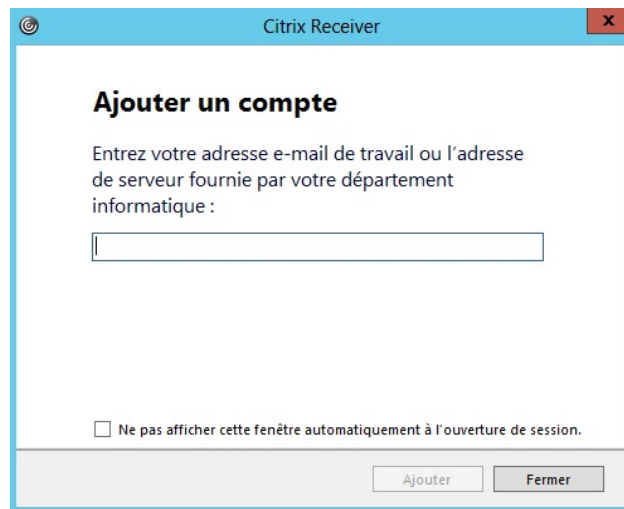 Citrix Receiver
x
Ajouter un compte
Entrez votre adresse e-mail de travail ou l'adresse
de serveur fournie par votre département
informatique :
Ne pas afficher cette fenêtre automatiquement à l'ouverture de session.
Ajouter
Fermer